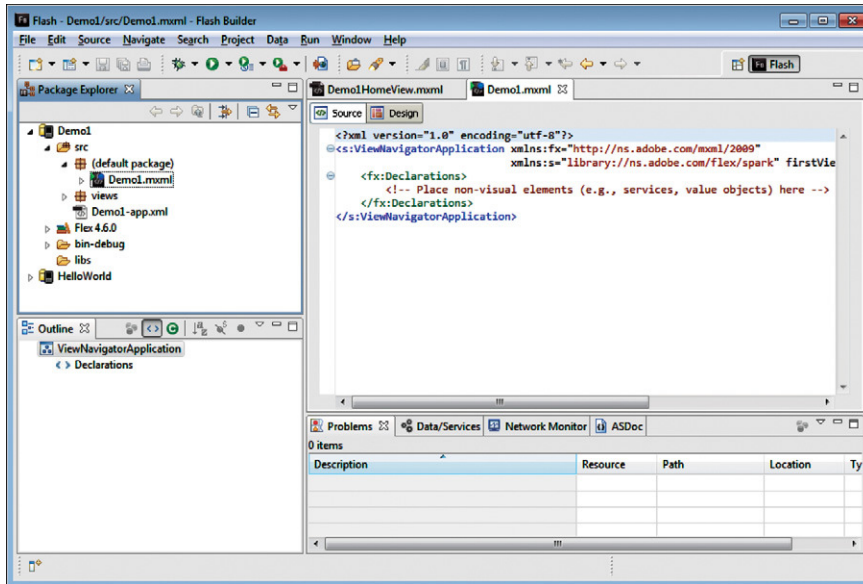 Flash - Demo1/src/Demo1.mxml - Flash Builder
File Edit Source Navigate Search Project Data Run Window Help
Fb Flash
Package Explorer
Demo1
src
(default package)
Demo1.mxml
views
Demo1-app.xml
Flex 4.6.0
bin-debug
libs
HelloWorld
Demo1HomeView.mxml Demo1.mxml
Source Design
<?xml version="1.0" encoding="utf-8"?>
<s:ViewNavigatorApplication xmlns:fx="http://ns.adobe.com/mxml/2009"
xmlns:s="library://ns.adobe.com/flex/spark" firstVie
<fx:Declarations>
<!-- Place non-visual elements (e.g., services, value objects) here -->
</fx:Declarations>
</s:ViewNavigatorApplication>
Outline
ViewNavigatorApplication
Declarations
Problems Data/Services Network Monitor ASDoc
0 items
Description Resource Path Location Ty